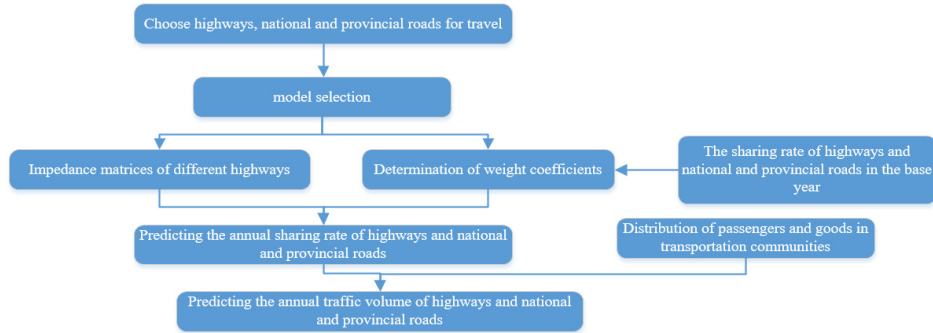 Choose highways, national and provincial roads for travel
model selection
Impedance matrices of different highways
Determination of weight coefficients
The sharing rate of highways and
national and provincial roads in the base
year
Predicting the annual sharing rate of highways and national
and provincial roads
Distribution of passengers and goods in
transportation communities
Predicting the annual traffic volume of highways and national
and provincial roads